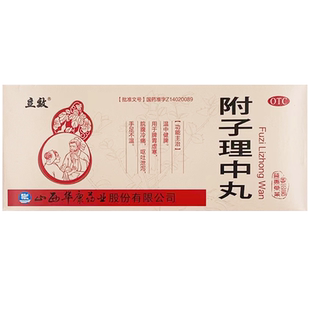 立效®
【批准文号】国药准字Z14020089
OTC
附子理中丸
Fuzi Lizhong Wan
【功能主治】
温中健脾。
用于脾胃虚寒，
脘腹冷痛，呕吐泄泻，
手足不温。
山西华康药业股份有限公司